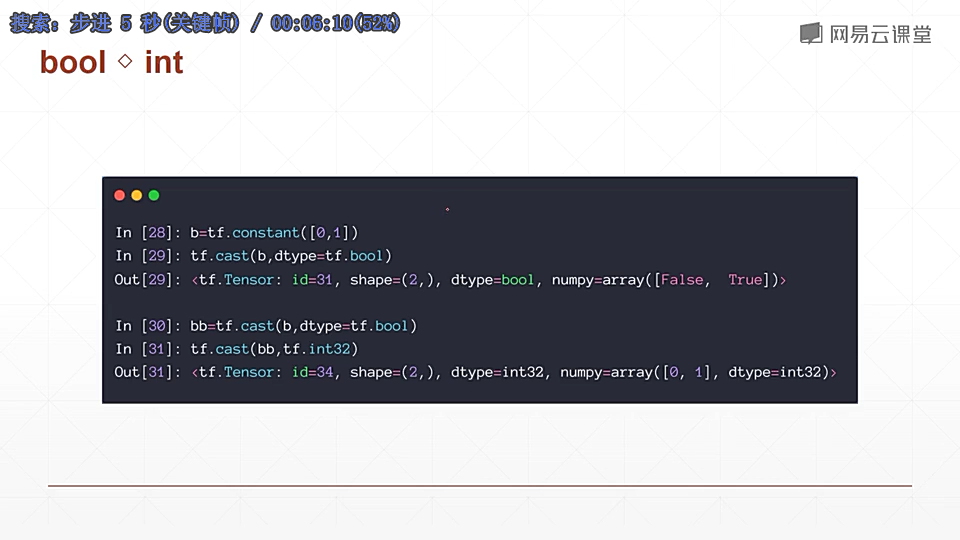 搜索: 步进 5 秒(关键帧) / 00:06:10(52%)
网易云课堂
bool ◇ int
In [28]: b=tf.constant([0,1])
In [29]: tf.cast(b,dtype=tf.bool)
Out[29]: <tf.Tensor: id=31, shape=(2,), dtype=bool, numpy=array([False,  True])>
In [30]: bb=tf.cast(b,dtype=tf.bool)
In [31]: tf.cast(bb,tf.int32)
Out[31]: <tf.Tensor: id=34, shape=(2,), dtype=int32, numpy=array([0, 1], dtype=int32)>